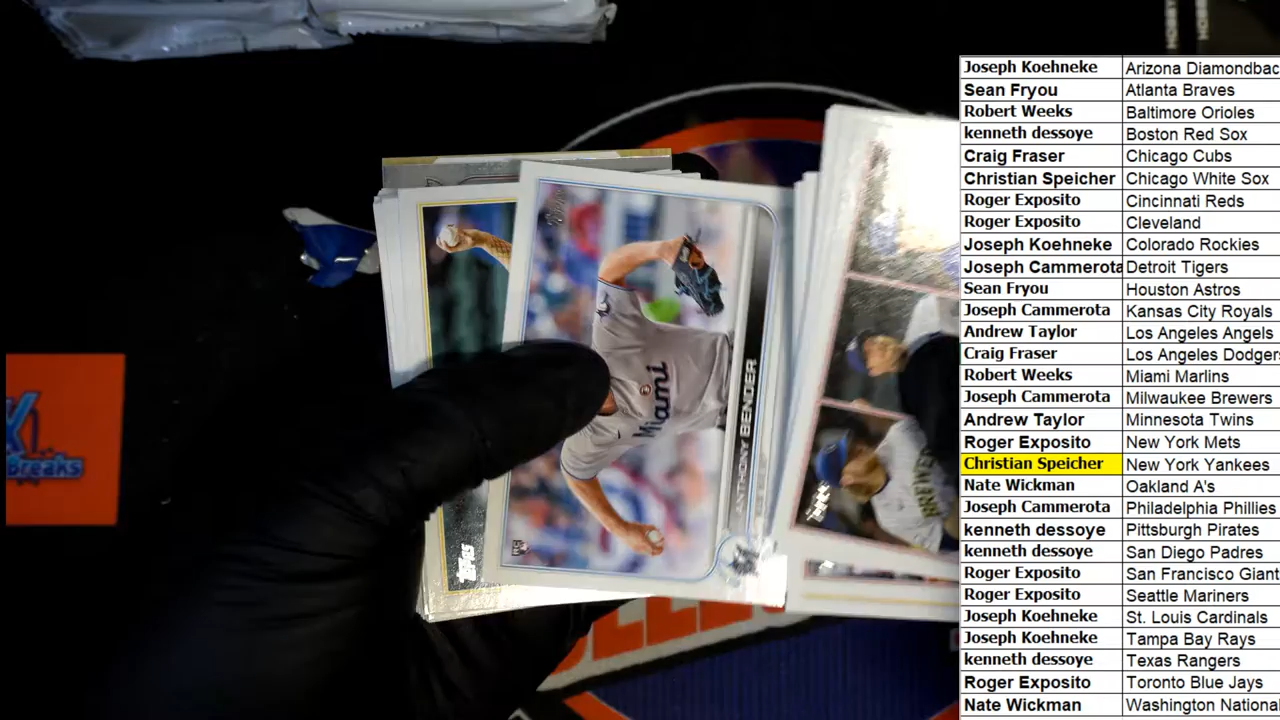 Joseph Koehneke Arizona Diamondbac
Sean Fryou Atlanta Braves
Robert Weeks Baltimore Orioles
kenneth dessoye Boston Red Sox
Craig Fraser Chicago Cubs
Christian Speicher Chicago White Sox
Roger Exposito Cincinnati Reds
Roger Exposito Cleveland
Joseph Koehneke Colorado Rockies
Joseph Cammerota Detroit Tigers
Sean Fryou Houston Astros
Joseph Cammerota Kansas City Royals
Andrew Taylor Los Angeles Angels
Craig Fraser Los Angeles Dodgers
Robert Weeks Miami Marlins
Joseph Cammerota Milwaukee Brewers
Andrew Taylor Minnesota Twins
Roger Exposito New York Mets
Christian Speicher New York Yankees
Nate Wickman Oakland A's
Joseph Cammerota Philadelphia Phillies
kenneth dessoye Pittsburgh Pirates
kenneth dessoye San Diego Padres
Roger Exposito San Francisco Giant
Roger Exposito Seattle Mariners
Joseph Koehneke St. Louis Cardinals
Joseph Koehneke Tampa Bay Rays
kenneth dessoye Texas Rangers
Roger Exposito Toronto Blue Jays
Nate Wickman Washington National
ANTHONY BENDER
Miami
RC
Topps
Topps
BREWE
X
Breaks
HOBBY